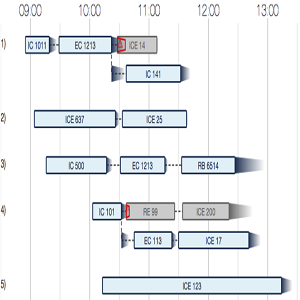 09.00 10.00 11.00 12.00 13.00
1) IC 1011 EC 1213 ICE 14
IC 141
2) ICE 637 ICE 25
3) IC 500 EC 1213 RB 6514
4) IC 101 RE 99 ICE 200
EC 113 ICE 17
5) ICE 123